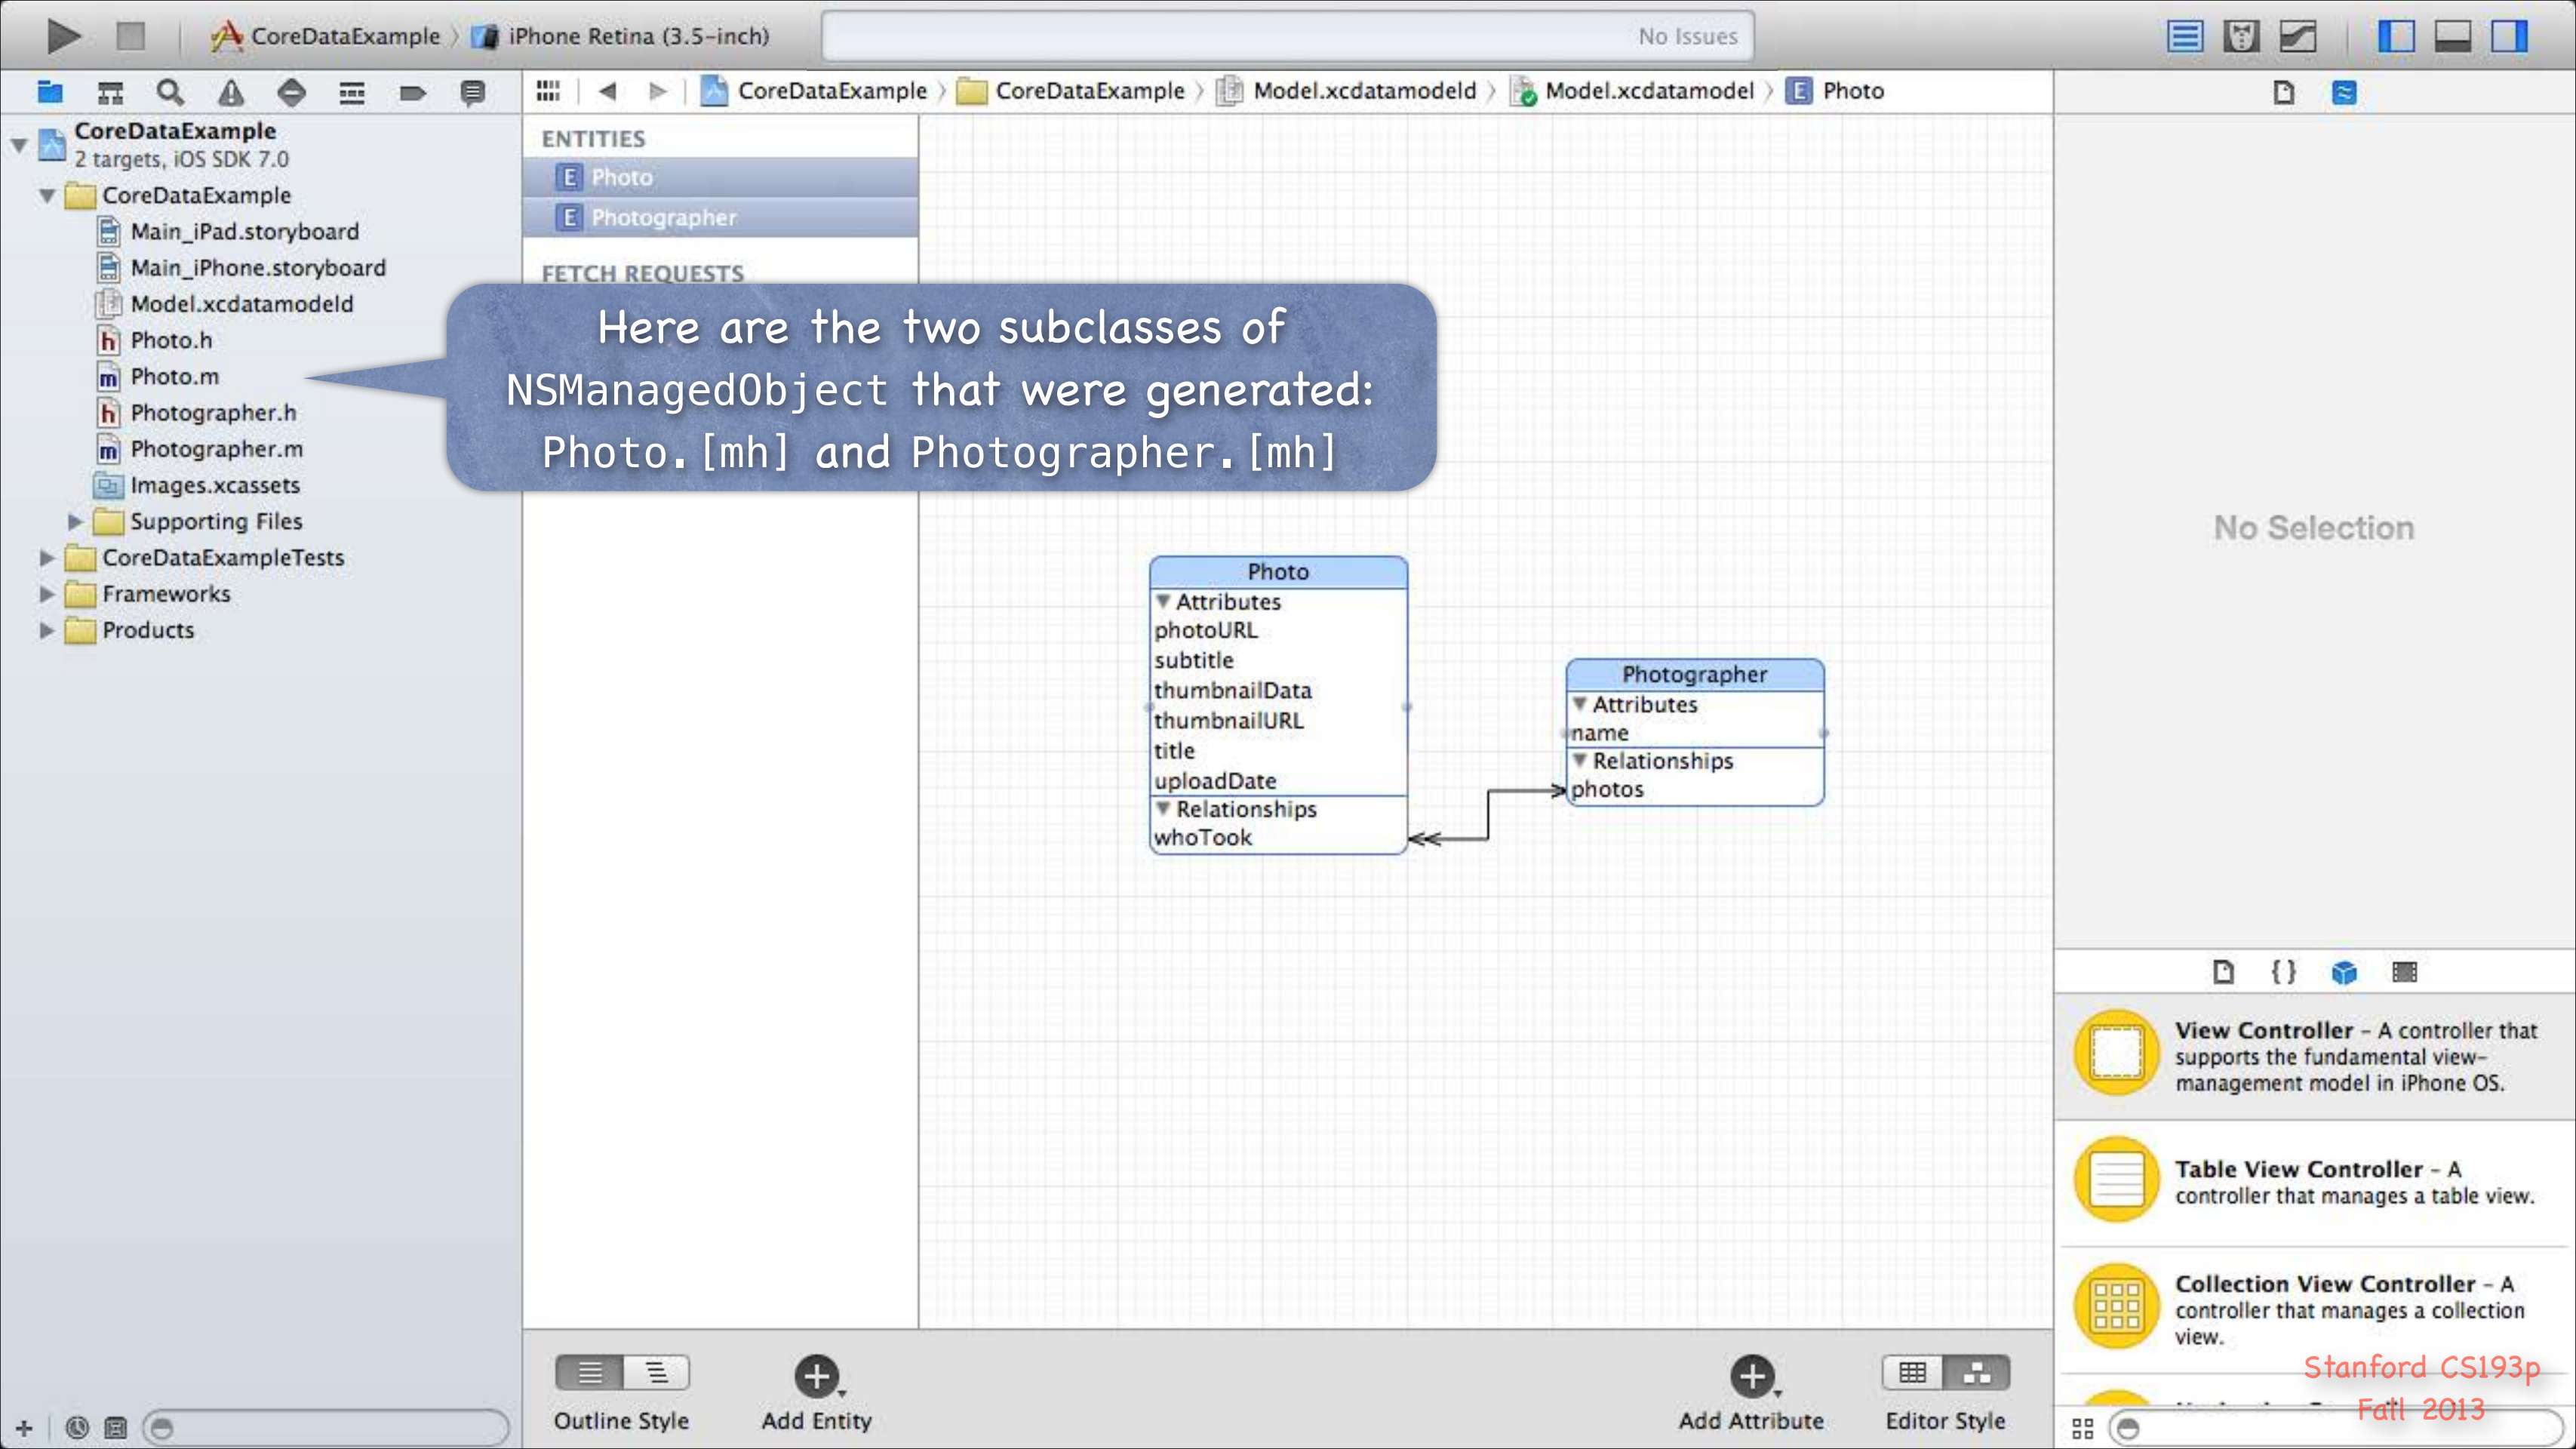 CoreDataExample
iPhone Retina (3.5-inch)
No Issues
CoreDataExample
CoreDataExample
Model.xcdatamodeld
Model.xcdatamodel
E Photo
CoreDataExample
2 targets, iOS SDK 7.0
CoreDataExample
Main_iPad.storyboard
Main_iPhone.storyboard
Model.xcdatamodeld
h Photo.h
m Photo.m
h Photographer.h
m Photographer.m
Images.xcassets
Supporting Files
CoreDataExampleTests
Frameworks
Products
ENTITIES
E Photo
E Photographer
FETCH REQUESTS
Here are the two subclasses of
NSManagedObject that were generated:
Photo.[mh] and Photographer.[mh]
Photo
Attributes
photoURL
subtitle
thumbnailData
thumbnailURL
title
uploadDate
Relationships
whoTook
Photographer
Attributes
name
Relationships
photos
No Selection
{}
View Controller - A controller that
supports the fundamental view-
management model in iPhone OS.
Table View Controller - A
controller that manages a table view.
Collection View Controller - A
controller that manages a collection
view.
Outline Style
Add Entity
Add Attribute
Editor Style
Stanford CS193p
Fall 2013